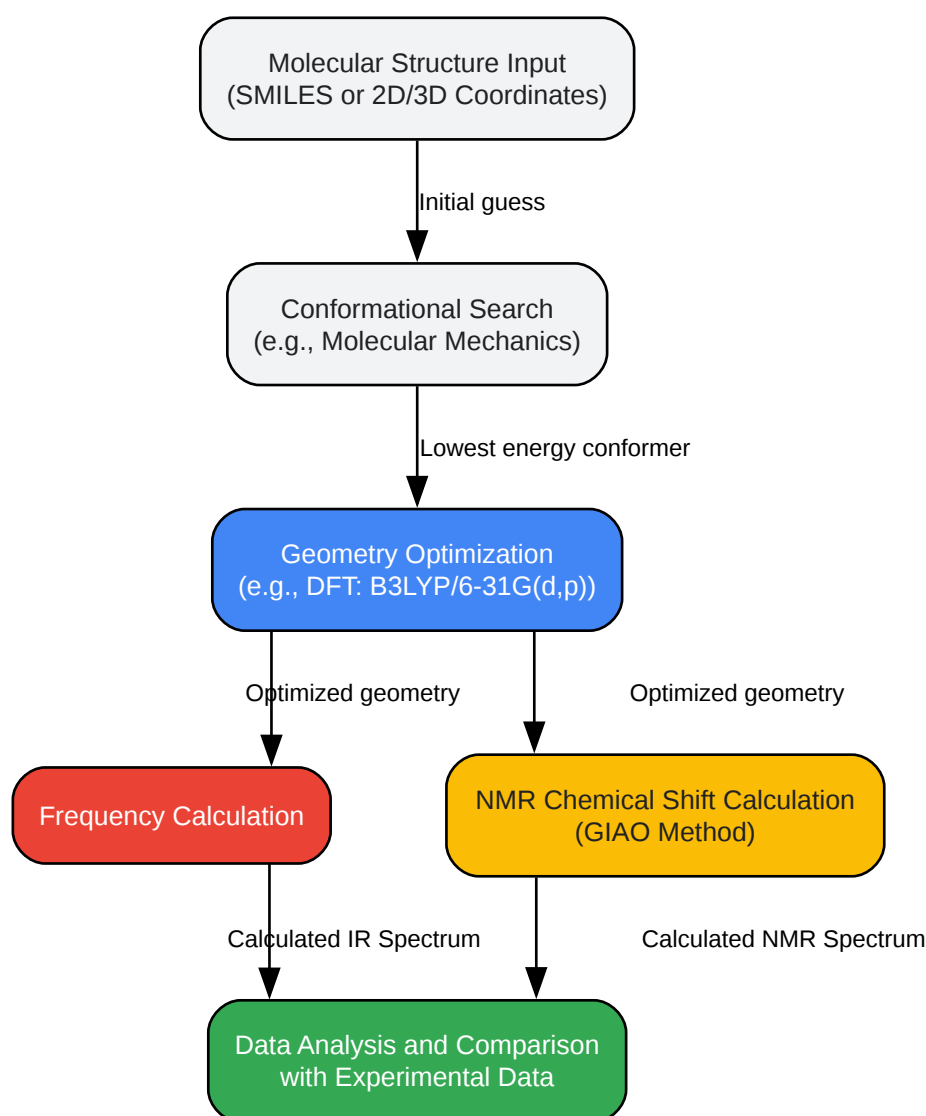 Molecular Structure Input
(SMILES or 2D/3D Coordinates)
Initial guess
Conformational Search
(e.g., Molecular Mechanics)
Lowest energy conformer
Geometry Optimization
(e.g., DFT: B3LYP/6-31G(d,p))
Optimized geometry
Optimized geometry
Frequency Calculation
NMR Chemical Shift Calculation
(GIAO Method)
Calculated IR Spectrum
Calculated NMR Spectrum
Data Analysis and Comparison
with Experimental Data